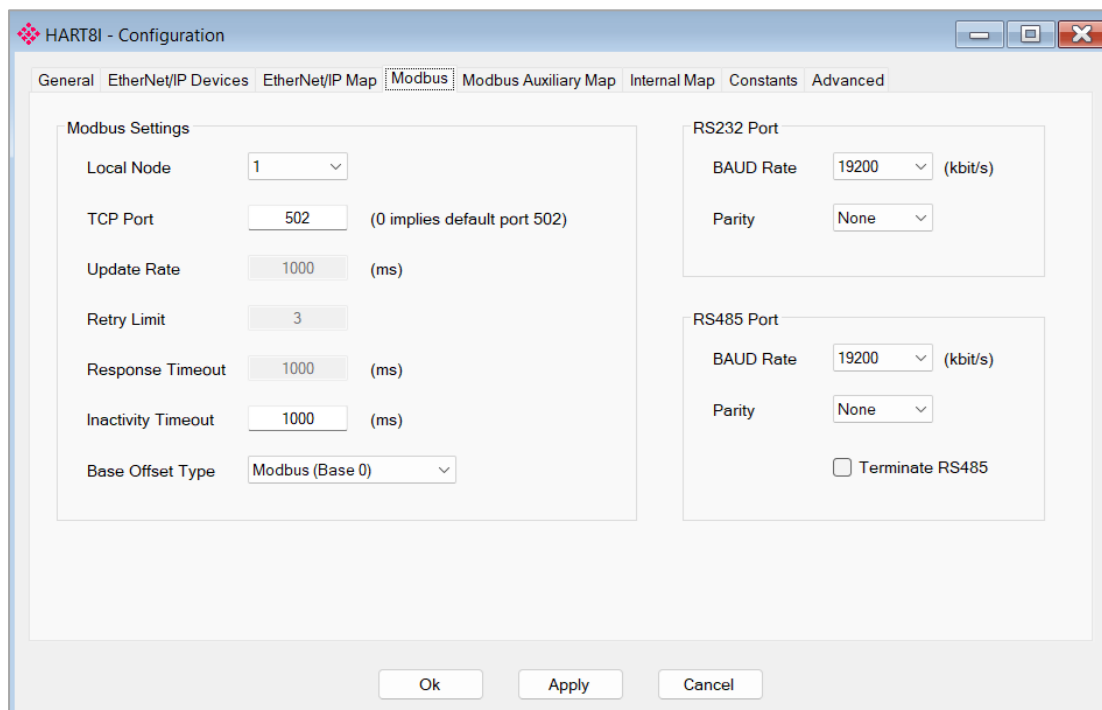 HART8I - Configuration
General EtherNet/IP Devices EtherNet/IP Map Modbus Modbus Auxiliary Map Internal Map Constants Advanced
Modbus Settings
Local Node 1
TCP Port 502 (0 implies default port 502)
Update Rate 1000 (ms)
Retry Limit 3
Response Timeout 1000 (ms)
Inactivity Timeout 1000 (ms)
Base Offset Type Modbus (Base 0)
RS232 Port
BAUD Rate 19200 (kbit/s)
Parity None
RS485 Port
BAUD Rate 19200 (kbit/s)
Parity None
Terminate RS485
Ok Apply Cancel